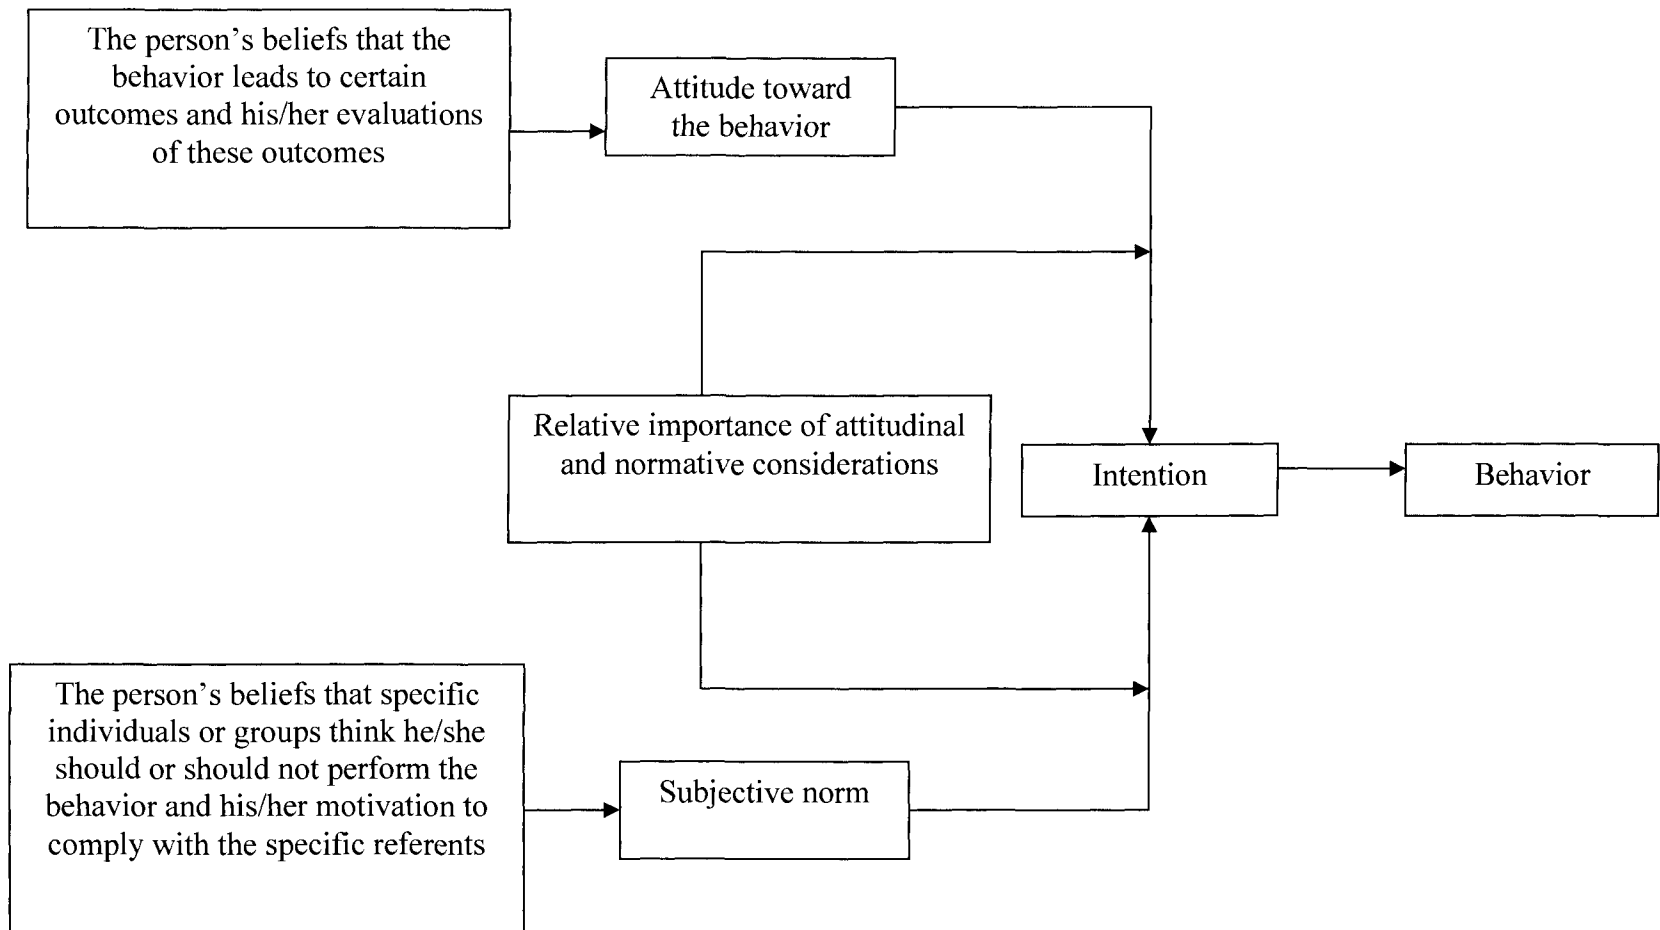 The person's beliefs that the
behavior leads to certain
outcomes and his/her evaluations
of these outcomes
Attitude toward
the behavior
Relative importance of attitudinal
and normative considerations
Intention
Behavior
The person's beliefs that specific
individuals or groups think he/she
should or should not perform the
behavior and his/her motivation to
comply with the specific referents
Subjective norm